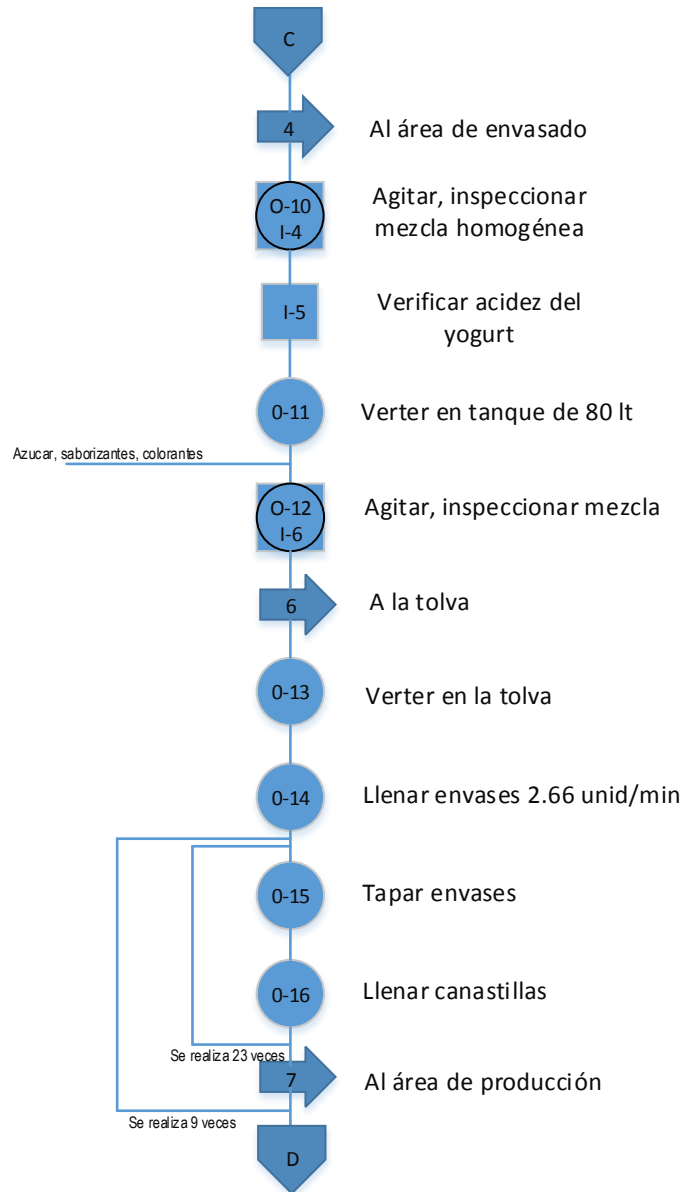 C
4
Al área de envasado
O-10
I-4
Agitar, inspeccionar
mezcla homogénea
I-5
Verificar acidez del
yogurt
0-11
Verter en tanque de 80 lt
Azucar, saborizantes, colorantes
O-12
I-6
Agitar, inspeccionar mezcla
6
A la tolva
0-13
Verter en la tolva
0-14
Llenar envases 2.66 unid/min
0-15
Tapar envases
0-16
Llenar canastillas
Se realiza 23 veces
7
Al área de producción
Se realiza 9 veces
D